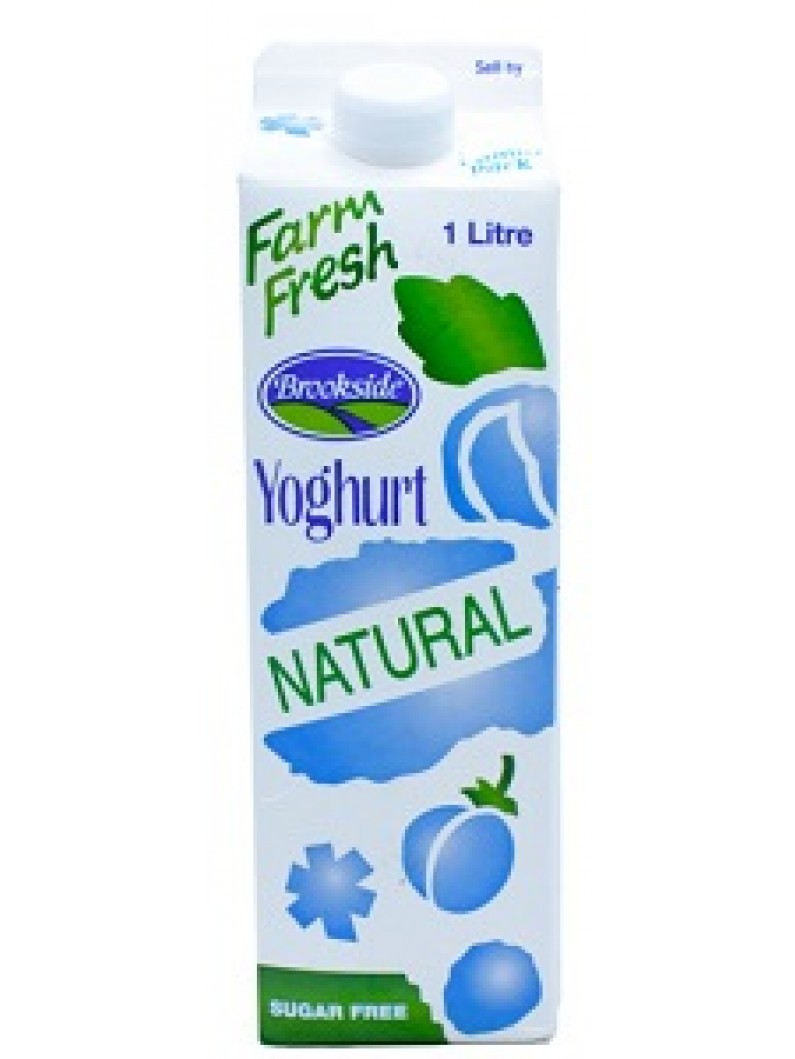 Sell by
Farm
Fresh
1 Litre
Brookside
Yoghurt
NATURAL
SUGAR FREE